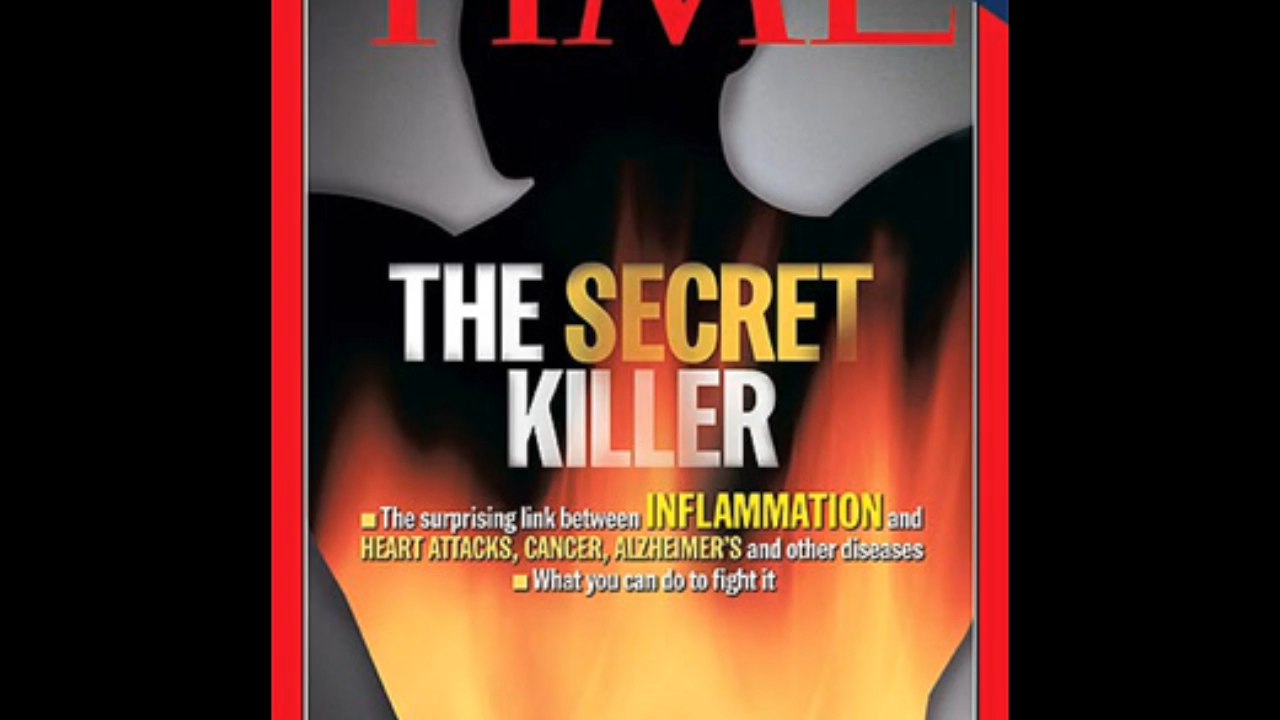 TIME
THE SECRET
KILLER
■ The surprising link between INFLAMMATION and
HEART ATTACKS, CANCER, ALZHEIMER'S and other diseases
■ What you can do to fight it